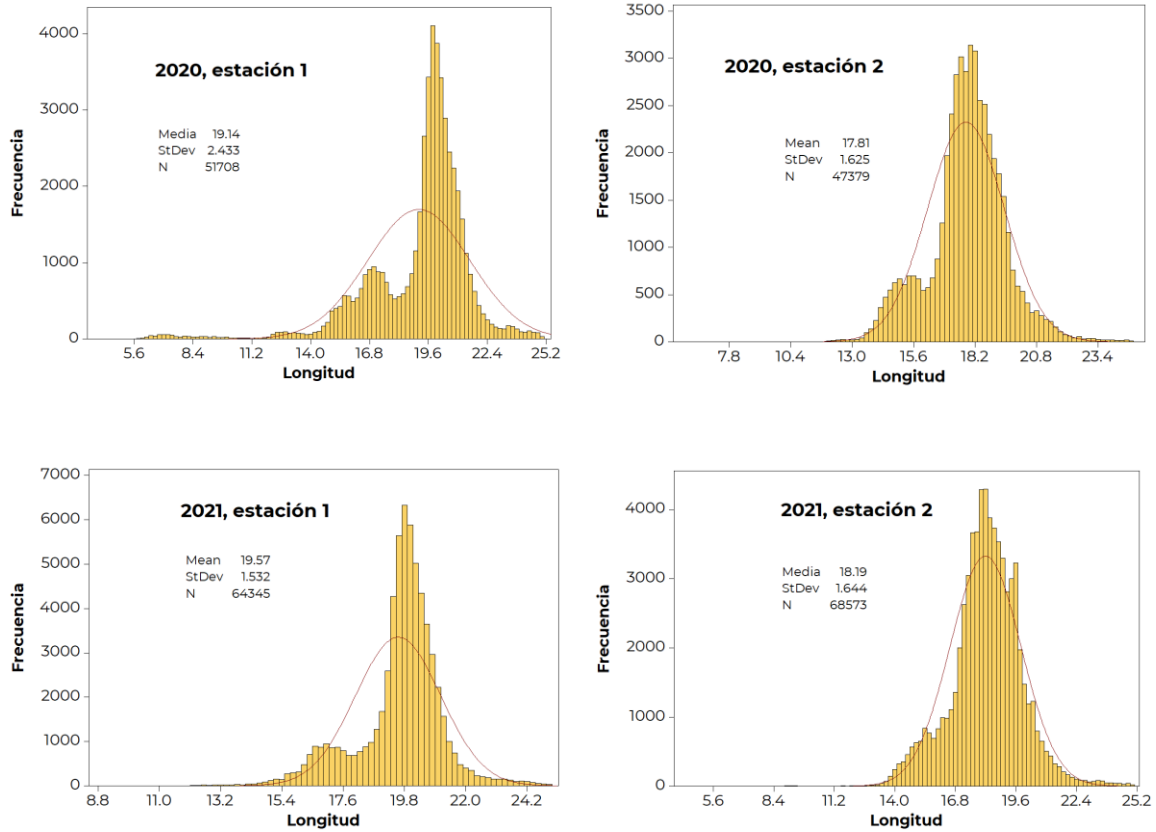 2020, estación 1
Media 19.14
StDev 2.433
N 51708
Frecuencia
4000
3000
2000
1000
0
5.6 8.4 11.2 14.0 16.8 19.6 22.4 25.2
Longitud
2020, estación 2
Mean 17.81
StDev 1.625
N 47379
Frecuencia
3500
3000
2500
2000
1500
1000
500
0
7.8 10.4 13.0 15.6 18.2 20.8 23.4
Longitud
2021, estación 1
Mean 19.57
StDev 1.532
N 64345
Frecuencia
7000
6000
5000
4000
3000
2000
1000
0
8.8 11.0 13.2 15.4 17.6 19.8 22.0 24.2
Longitud
2021, estación 2
Media 18.19
StDev 1.644
N 68573
Frecuencia
4000
3000
2000
1000
0
5.6 8.4 11.2 14.0 16.8 19.6 22.4 25.2
Longitud